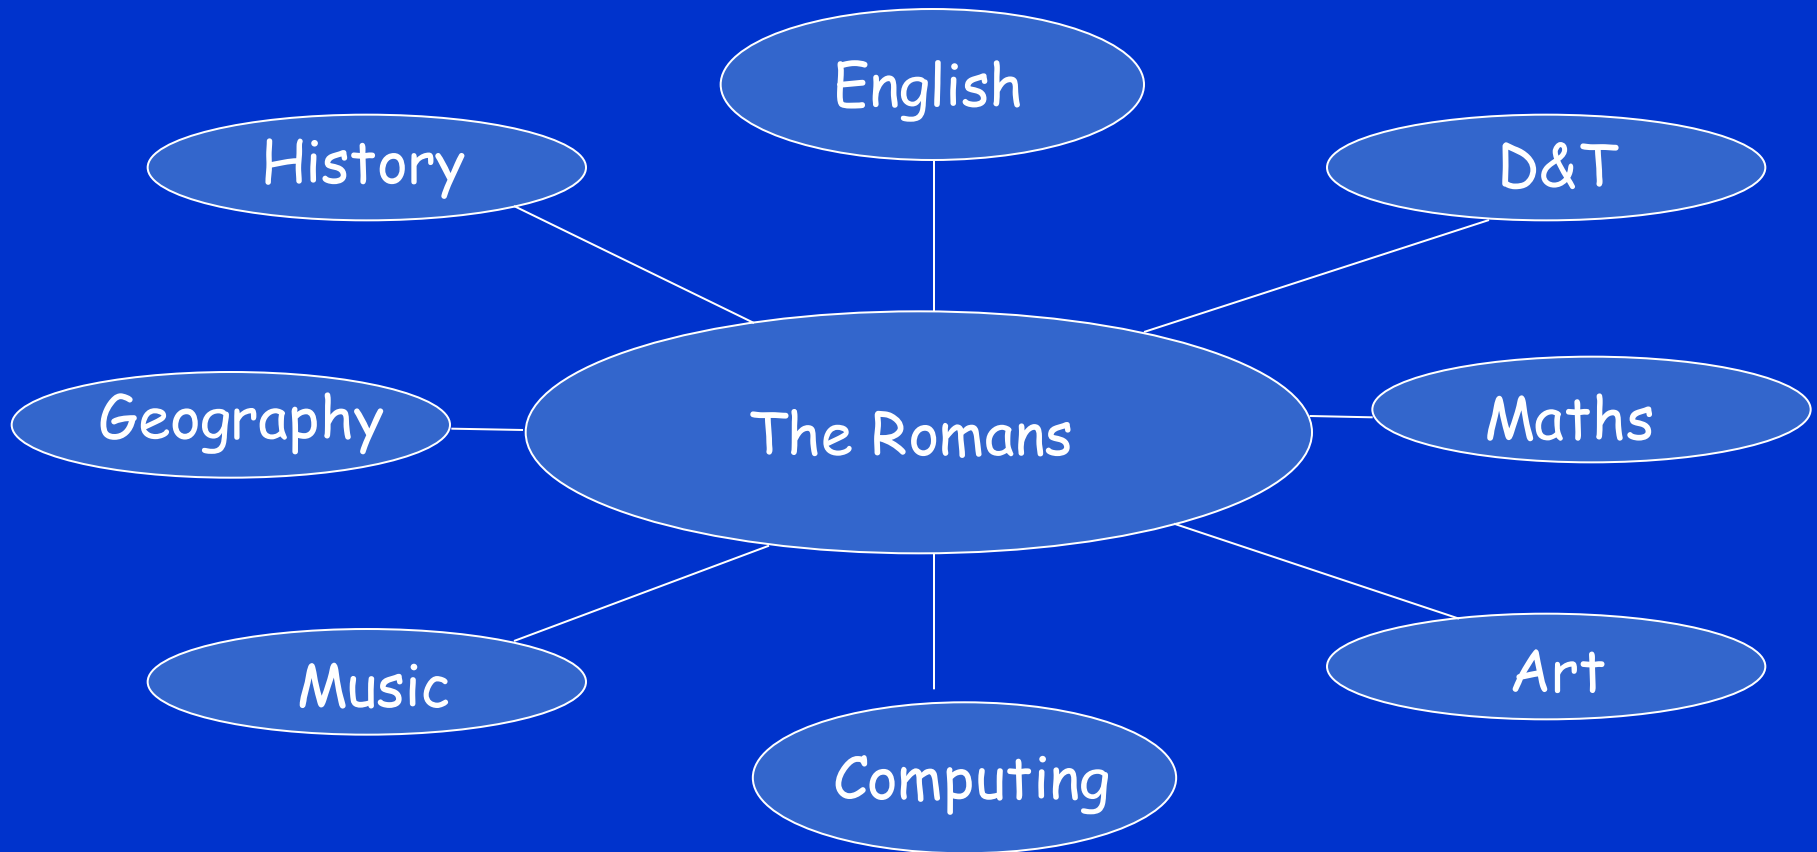 English
History
D&T
Geography
The Romans
Maths
Music
Art
Computing